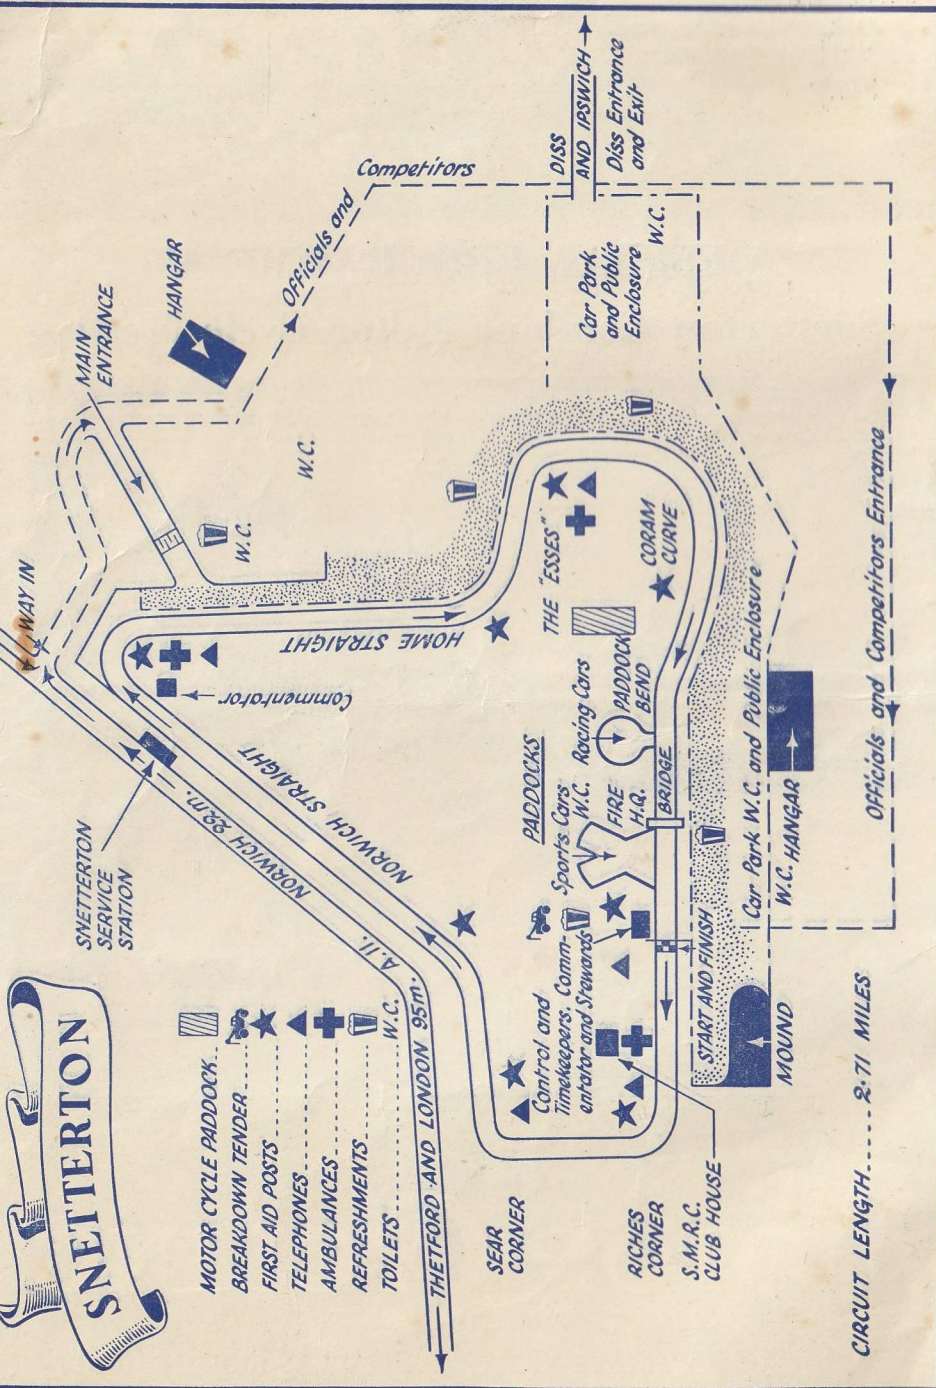 SNETTERTON
MOTOR CYCLE PADDOCK
BREAKDOWN TENDER
FIRST AID POSTS
TELEPHONES
AMBULANCES
REFRESHMENTS
TOILETS W.C.
SNETTERTON
SERVICE
STATION
WAY IN
MAIN
ENTRANCE
HANGAR
Officials and
Competitors
W.C.
W.C.
NORWICH 22m.
A.11.
THETFORD AND LONDON 95m.
NORWICH STRAIGHT
Commentator
HOME STRAIGHT
THE "ESSES"
CORAM
CURVE
DISS
AND IPSWICH
Diss Entrance
and Exit
Car Park
and Public
Enclosure
W.C.
SEAR
CORNER
Control and
Timekeepers. Comm-
entator and Stewards
PADDOCKS
Sports Cars
W.C.
Racing Cars
FIRE
H.Q.
PADDOCK
BEND
BRIDGE
RICHES
CORNER
S.M.R.C.
CLUB HOUSE
START AND FINISH
MOUND
Car Park W.C. and Public Enclosure
W.C.
HANGAR
Officials and Competitors Entrance
CIRCUIT LENGTH.....2·71 MILES